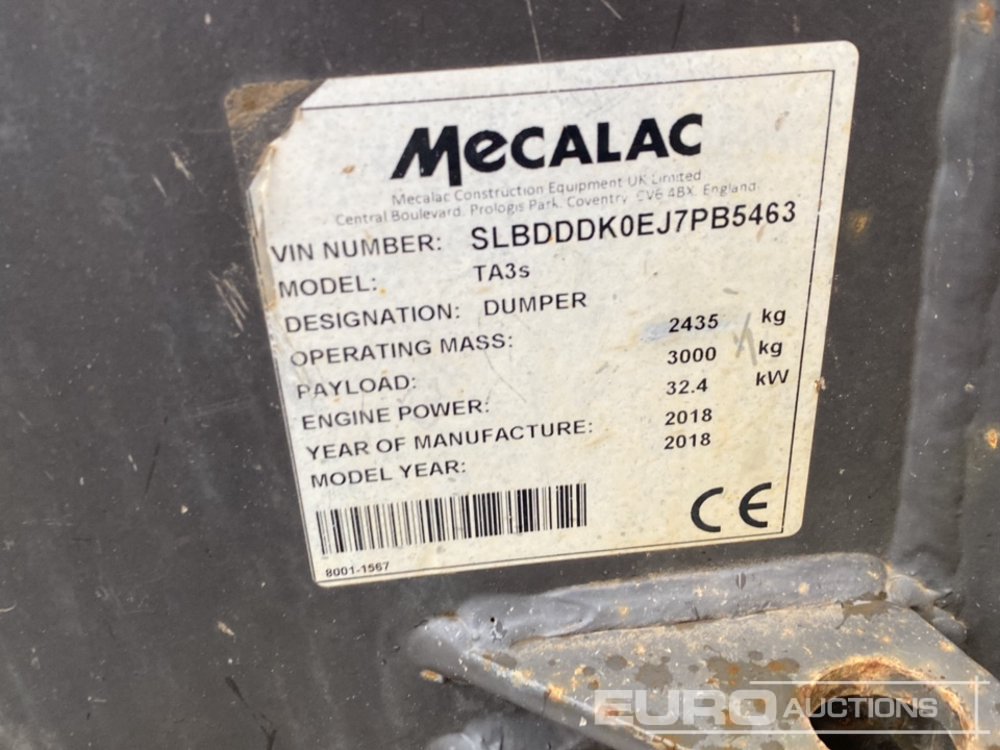 MECALAC
Mecalac Construction Equipment UK Limited
Central Boulevard. Prologis Park. Coventry CV6 4BX. England.
VIN NUMBER: SLBDDDK0EJ7PB5463
MODEL: TA3s
DESIGNATION: DUMPER
OPERATING MASS: 2435 kg
PAYLOAD: 3000 kg
ENGINE POWER: 32.4 kW
YEAR OF MANUFACTURE: 2018
MODEL YEAR: 2018
CE
8001-1567
EURO AUCTIONS